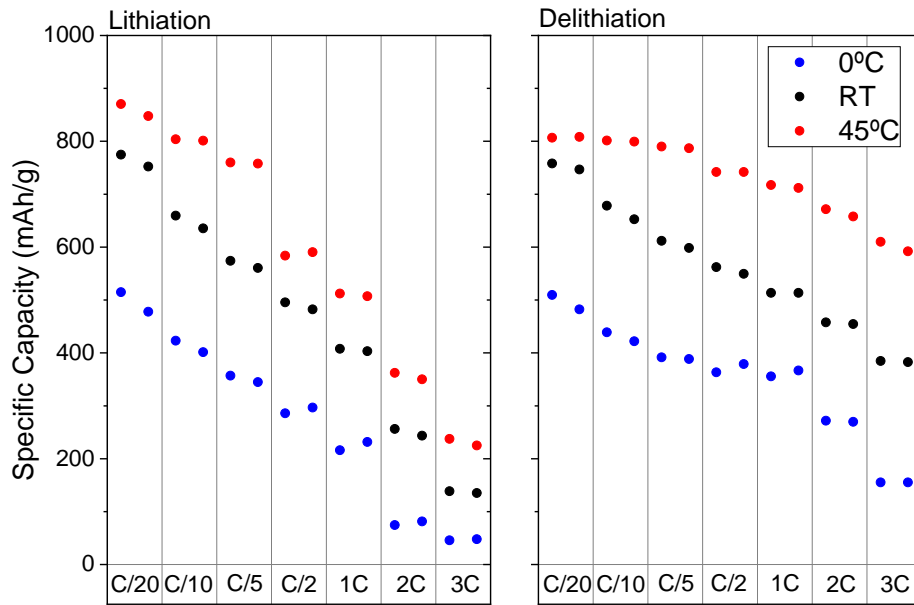 Lithiation
Delithiation
Specific Capacity (mAh/g)
1000
800
600
400
200
0
0ºC
RT
45ºC
C/20 C/10 C/5 C/2 1C 2C 3C
C/20 C/10 C/5 C/2 1C 2C 3C